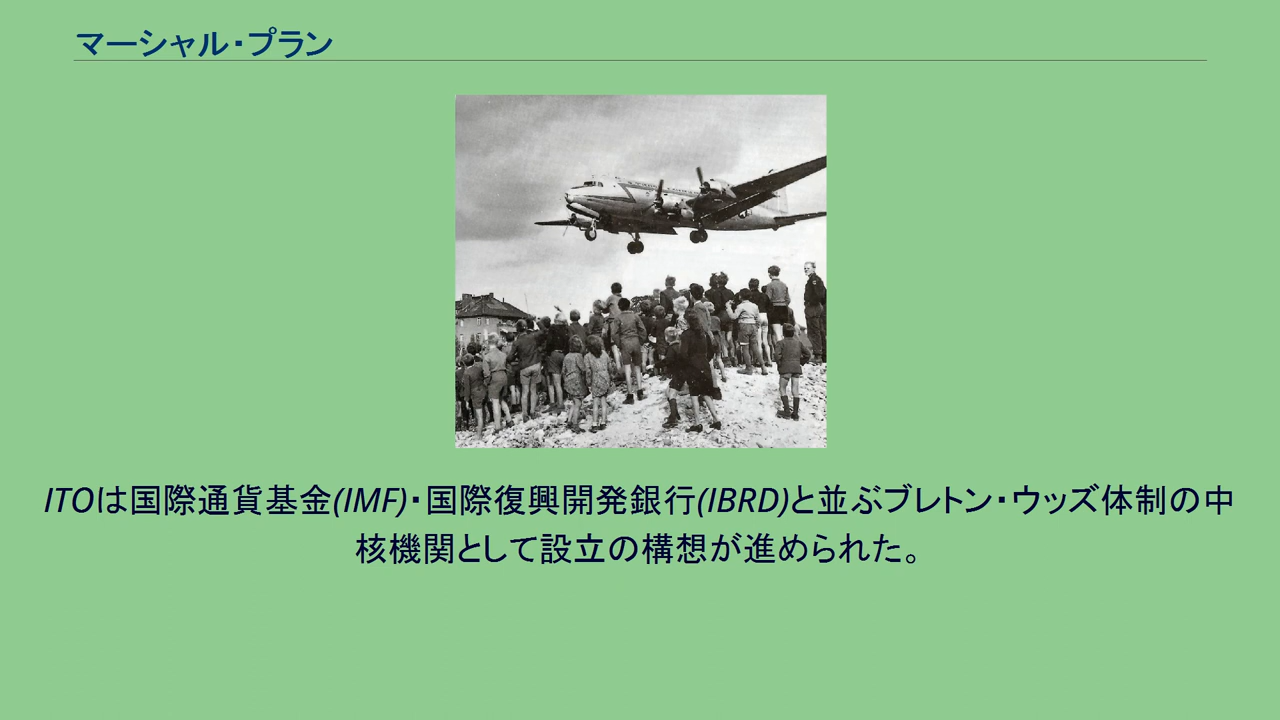 マーシャル・プラン
ITOは国際通貨基金(IMF)・国際復興開発銀行(IBRD)と並ぶブレトン・ウッズ体制の中
核機関として設立の構想が進められた。